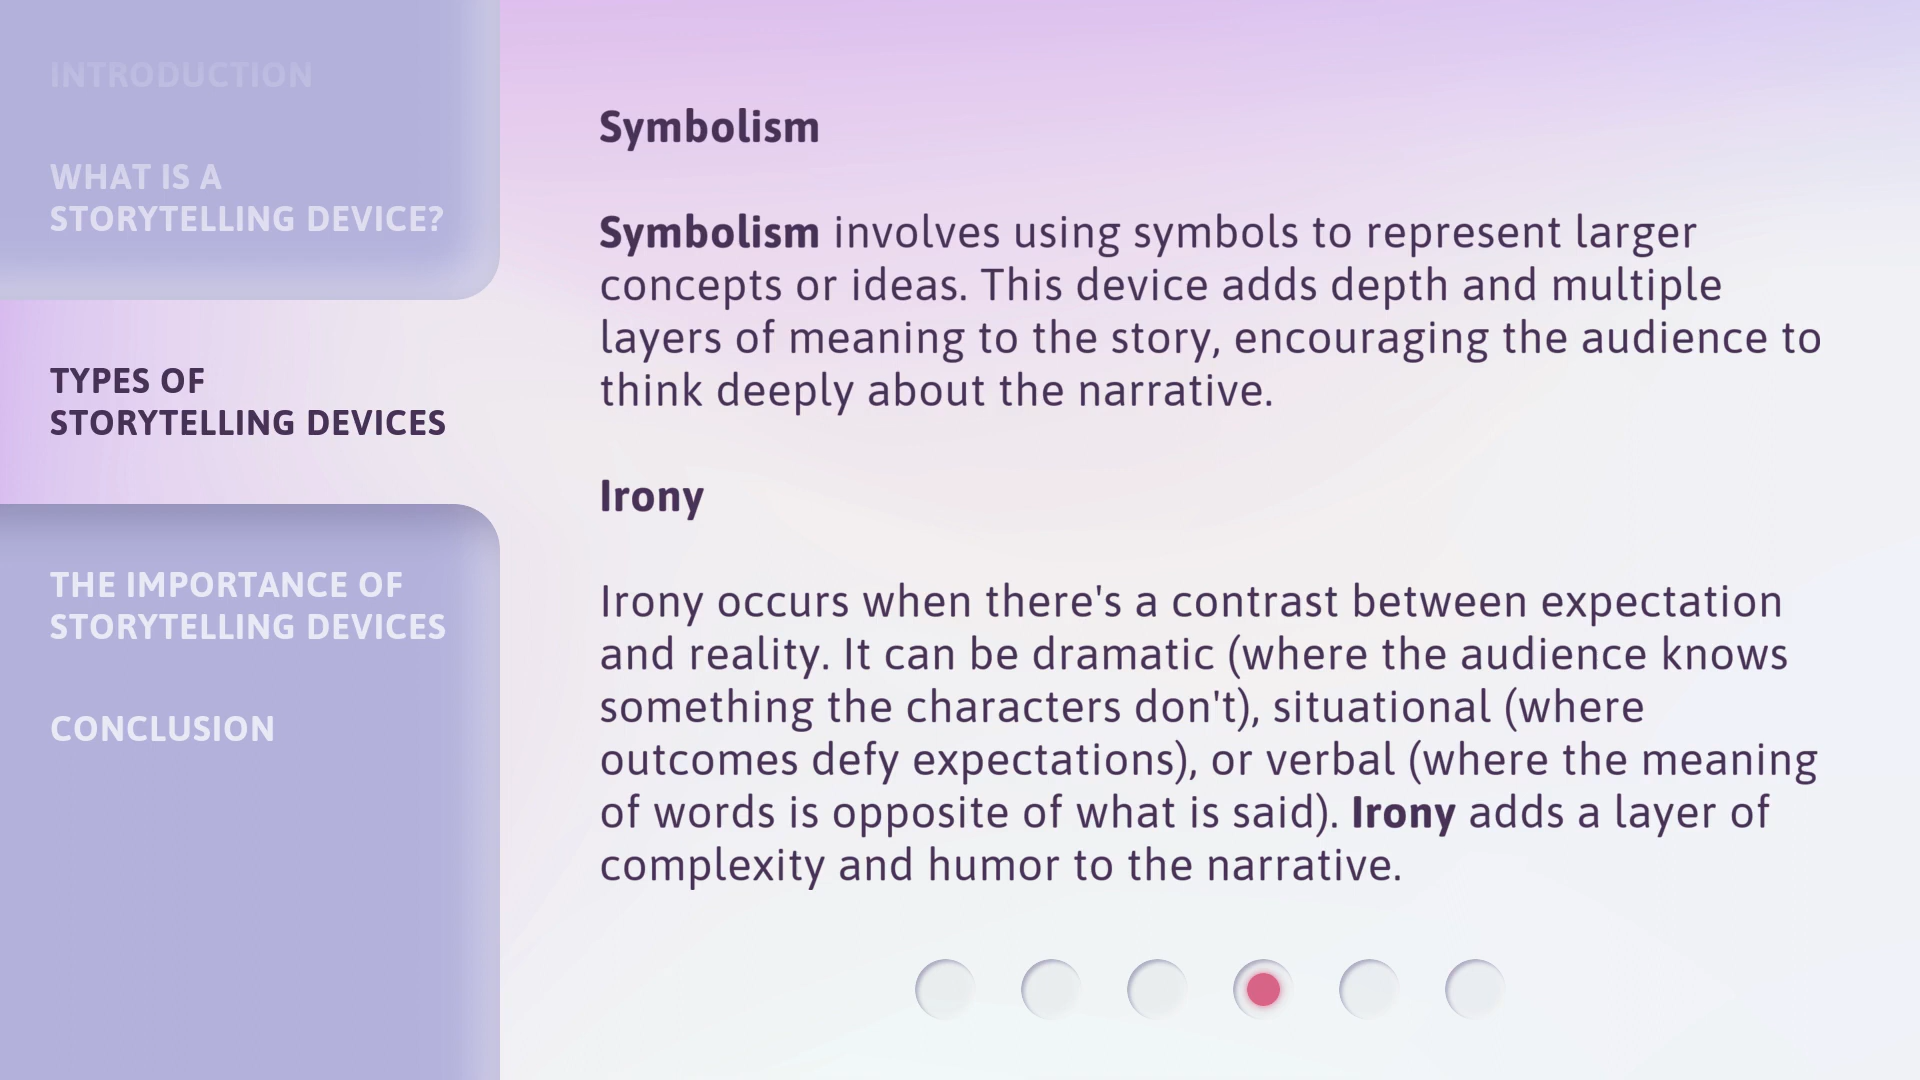 INTRODUCTION
WHAT IS A
STORYTELLING DEVICE?
TYPES OF
STORYTELLING DEVICES
THE IMPORTANCE OF
STORYTELLING DEVICES
CONCLUSION
Symbolism
Symbolism involves using symbols to represent larger
concepts or ideas. This device adds depth and multiple
layers of meaning to the story, encouraging the audience to
think deeply about the narrative.
Irony
Irony occurs when there's a contrast between expectation
and reality. It can be dramatic (where the audience knows
something the characters don't), situational (where
outcomes defy expectations), or verbal (where the meaning
of words is opposite of what is said). Irony adds a layer of
complexity and humor to the narrative.